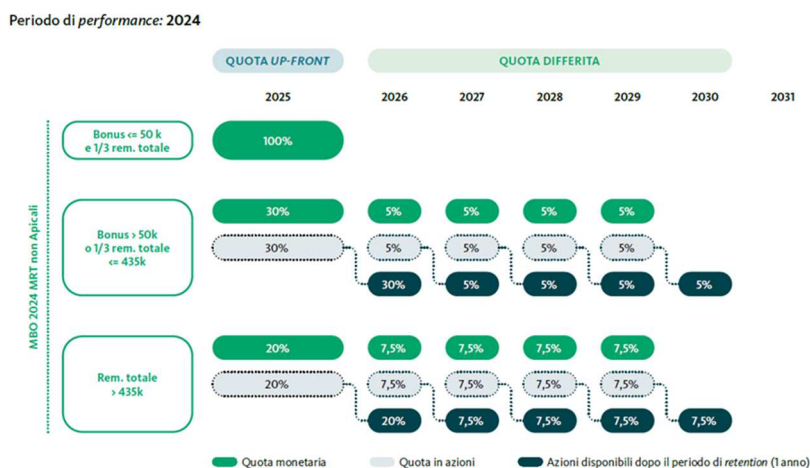 Periodo di performance: 2024
QUOTA UP-FRONT QUOTA DIFFERITA
2025 2026 2027 2028 2029 2030 2031
MBO 2024 MRT non Apicali
Bonus <= 50 k
e 1/3 rem. totale
100%
Bonus > 50k
o 1/3 rem. totale
<= 435k
30% 5% 5% 5% 5%
30% 5% 5% 5% 5%
30% 5% 5% 5% 5%
Rem. totale
> 435k
20% 7,5% 7,5% 7,5% 7,5%
20% 7,5% 7,5% 7,5% 7,5%
20% 7,5% 7,5% 7,5% 7,5%
Quota monetaria Quota in azioni Azioni disponibili dopo il periodo di retention (1 anno)